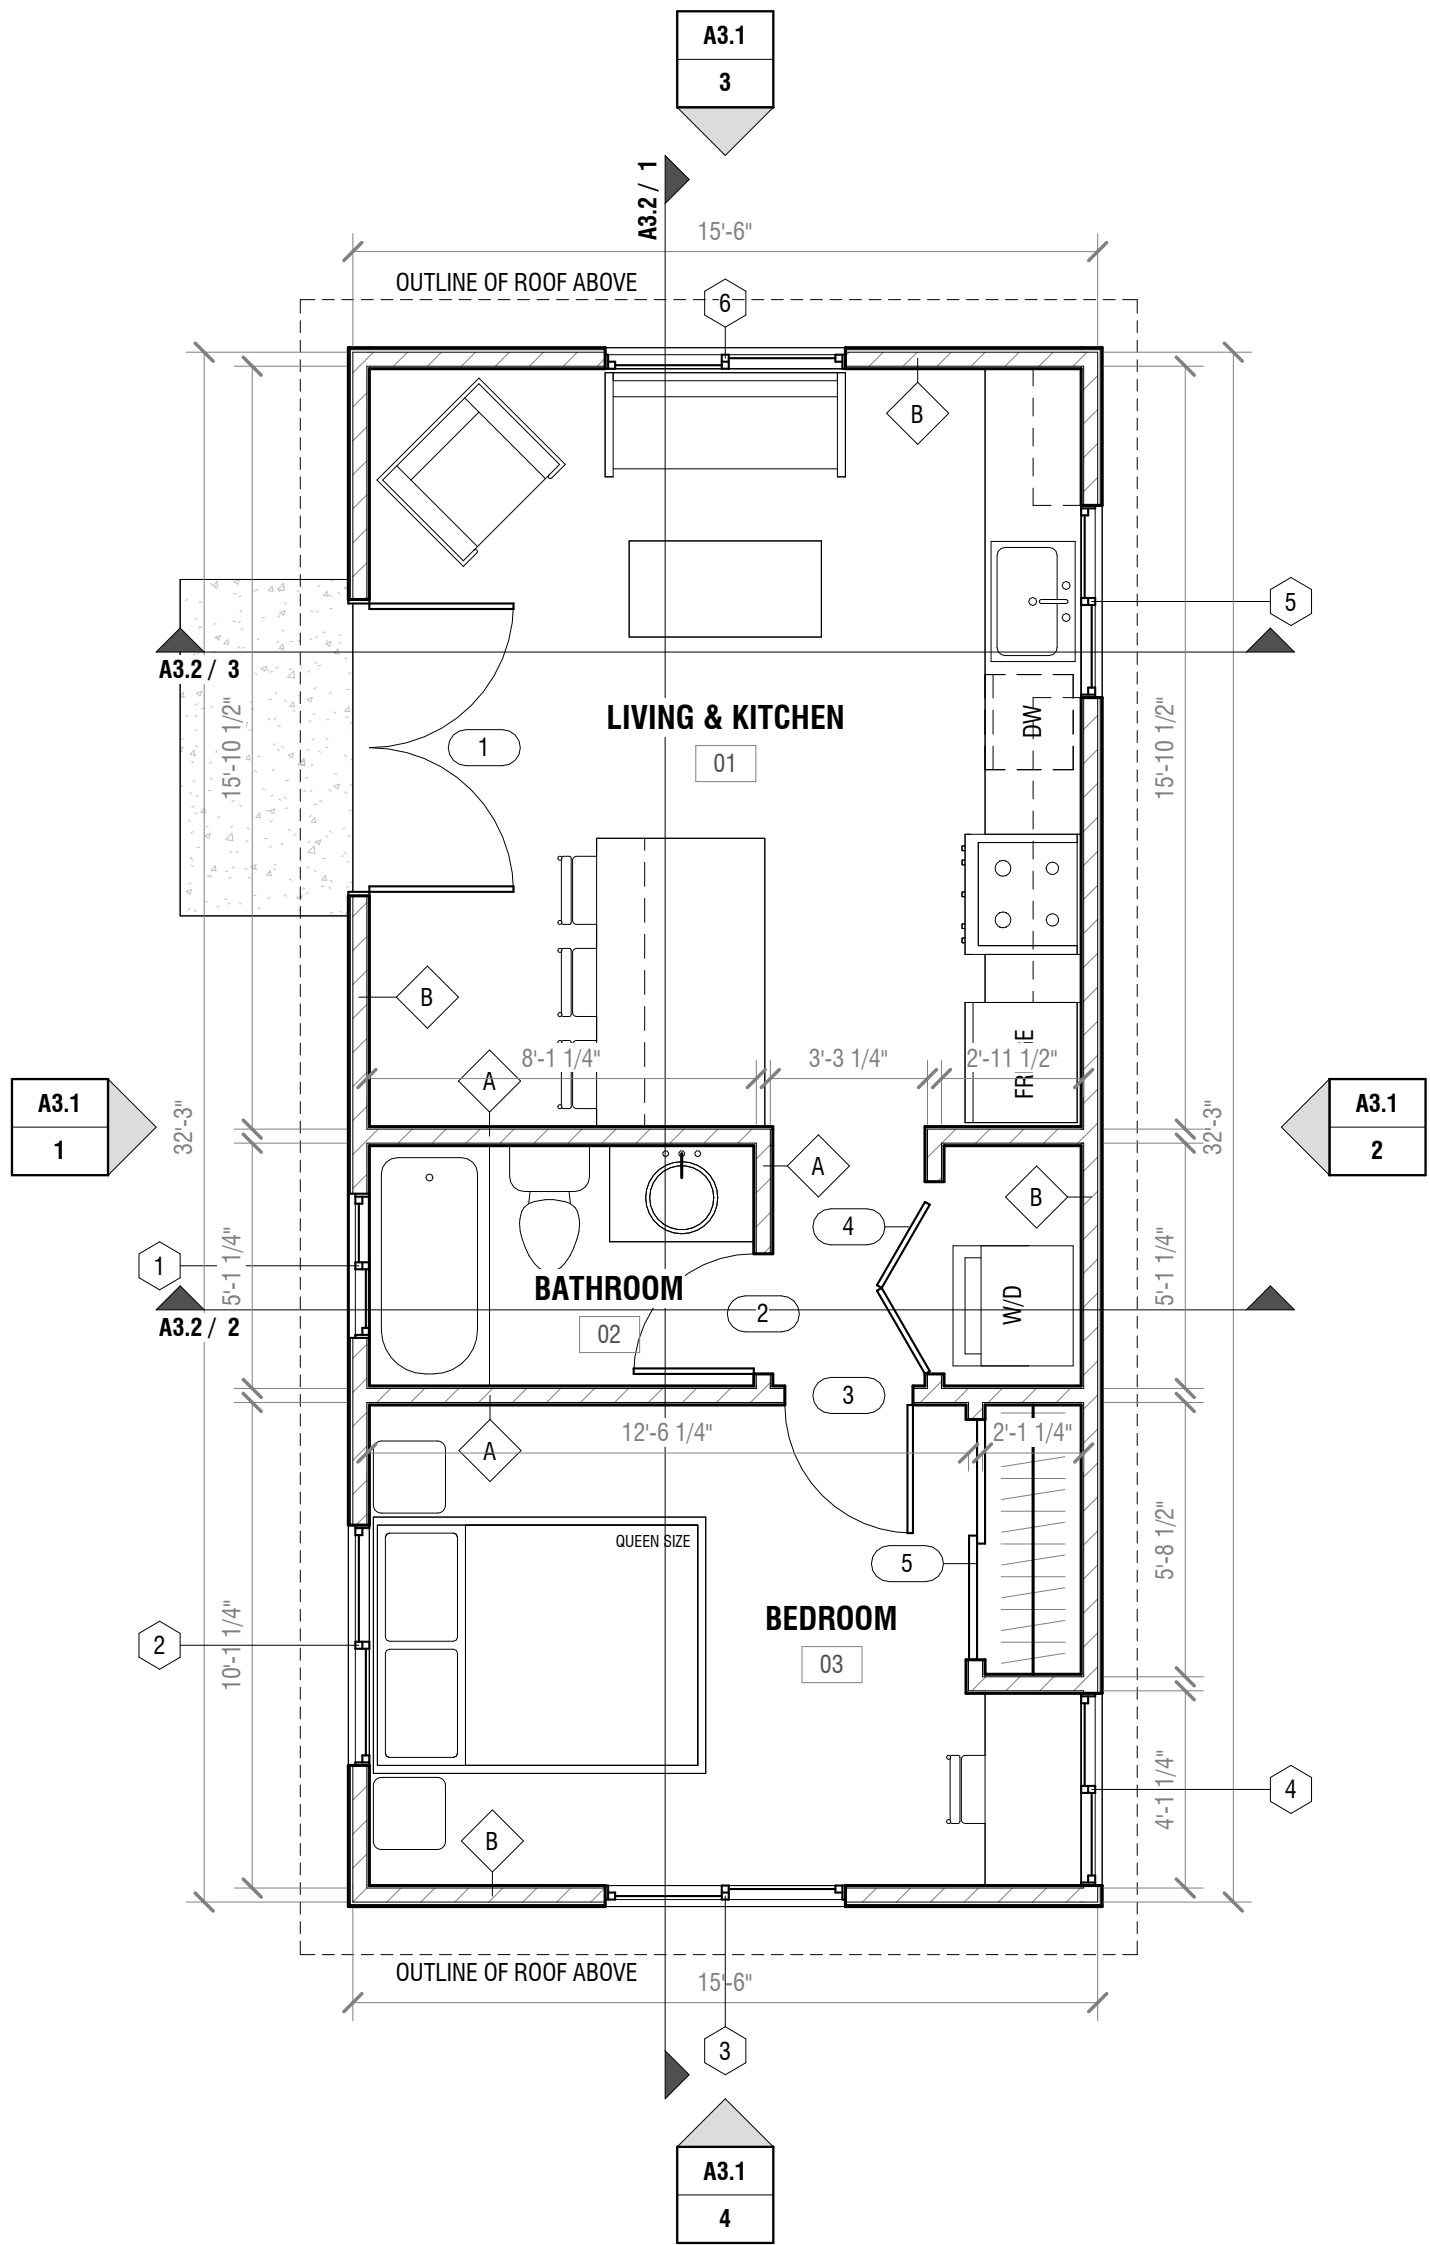 A3.1
3
A3.2 / 1
15'-6"
OUTLINE OF ROOF ABOVE
6
B
5
A3.2 / 3
LIVING & KITCHEN
01
1
DW
15'-10 1/2"
15'-10 1/2"
B
8'-1 1/4"
3'-3 1/4"
2'-11 1/2"
A
A3.1
1
32'-3"
32'-3"
A3.1
2
A
B
4
1
5'-1 1/4"
5'-1 1/4"
BATHROOM
02
2
W/D
A3.2 / 2
3
12'-6 1/4"
2'-1 1/4"
A
QUEEN SIZE
5
5'-8 1/2"
BEDROOM
03
2
10'-1 1/4"
4
4'-1 1/4"
B
OUTLINE OF ROOF ABOVE
15'-6"
3
A3.1
4